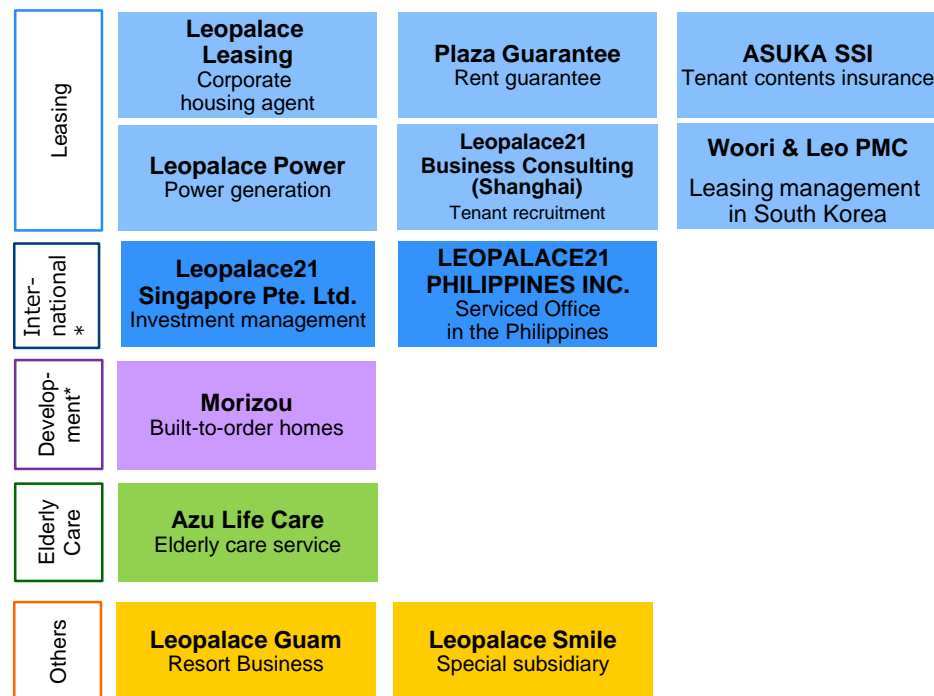 Leasing
Leopalace
Leasing
Corporate
housing agent
Plaza Guarantee
Rent guarantee
ASUKA SSI
Tenant contents insurance
Leopalace Power
Power generation
Leopalace21
Business Consulting
(Shanghai)
Tenant recruitment
Woori & Leo PMC
Leasing management
in South Korea
Inter-
national
*
Leopalace21
Singapore Pte. Ltd.
Investment management
LEOPALACE21
PHILIPPINES INC.
Serviced Office
in the Philippines
Develop-
ment*
Morizou
Built-to-order homes
Elderly
Care
Azu Life Care
Elderly care service
Others
Leopalace Guam
Resort Business
Leopalace Smile
Special subsidiary